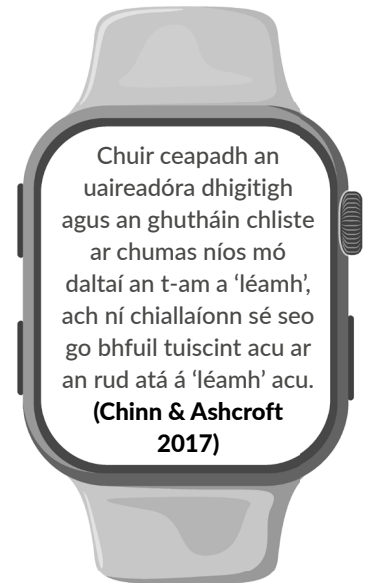 Chuir ceapadh an
uaireadóra dhigitigh
agus an ghutháin chliste
ar chumas níos mó
daltaí an t-am a ‘léamh’,
ach ní chiallaíonn sé seo
go bhfuil tuiscint acu ar
an rud atá á ‘léamh’ acu.
(Chinn & Ashcroft
2017)